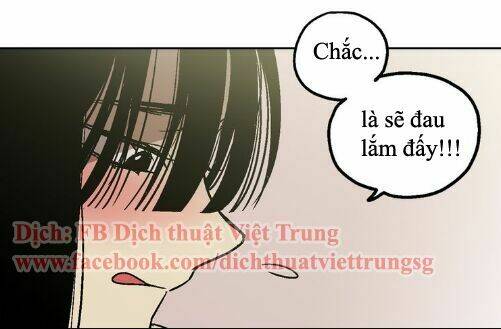 Chắc...
là sẽ đau
lắm đấy!!!
Dịch: FB Dịch thuật Việt Trung
www.facebook.com/dichthuatviettrungsg